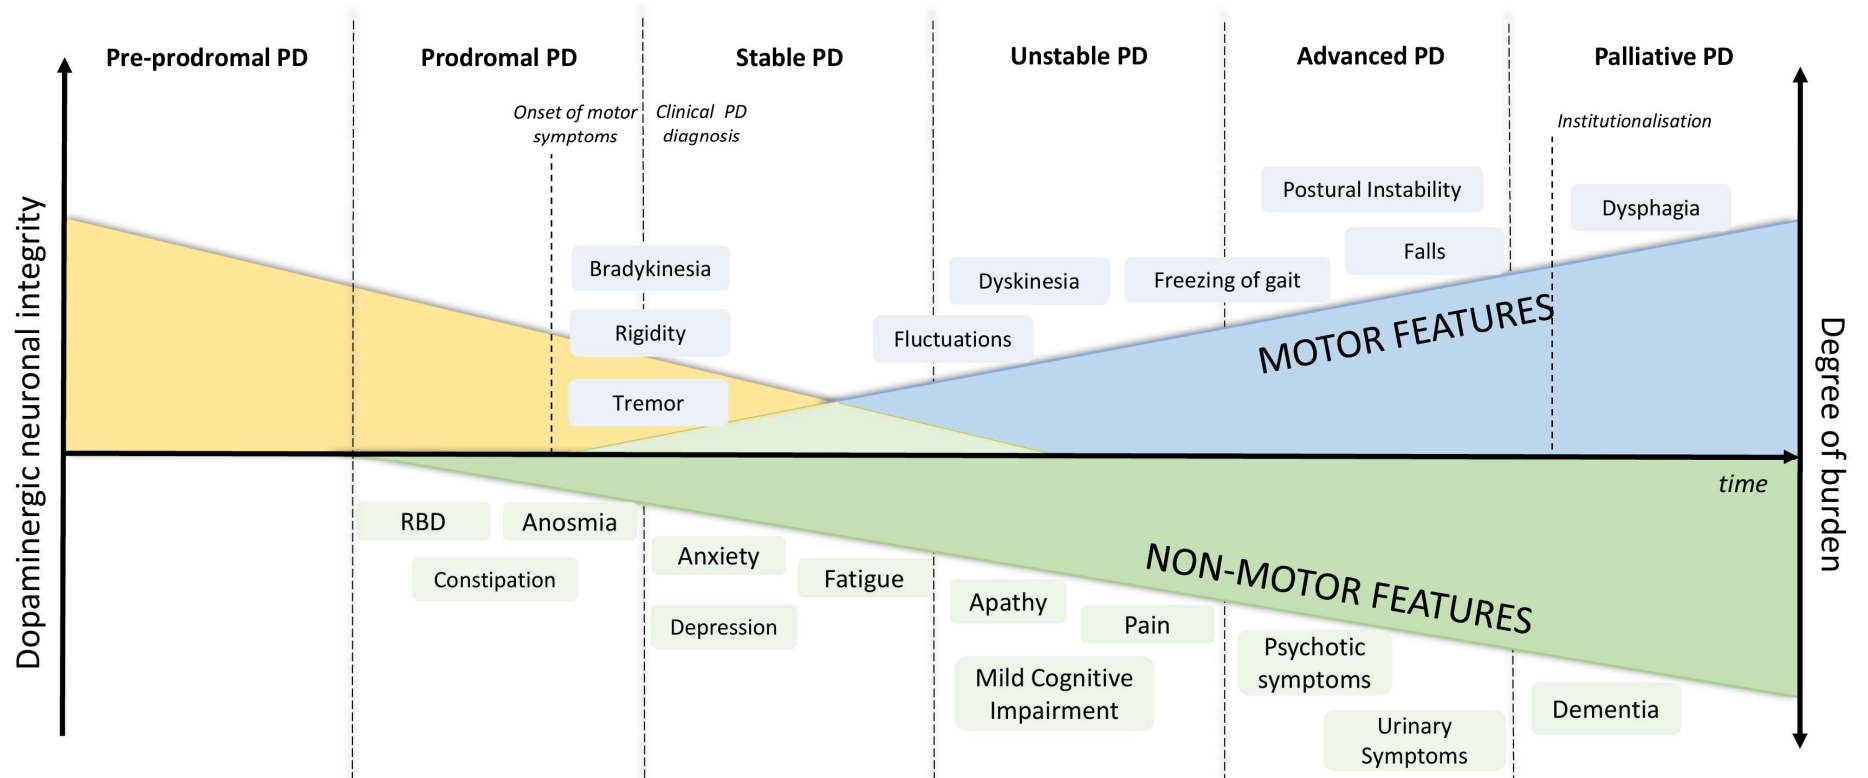 Pre-prodromal PD
Prodromal PD
Stable PD
Unstable PD
Advanced PD
Palliative PD
Onset of motor
symptoms
Clinical PD
diagnosis
Institutionalisation
Dopaminergic neuronal integrity
Degree of burden
Postural Instability
Dysphagia
Falls
Bradykinesia
Dyskinesia
Freezing of gait
Rigidity
Fluctuations
Tremor
MOTOR FEATURES
time
RBD
Anosmia
Constipation
Anxiety
Fatigue
Depression
NON-MOTOR FEATURES
Apathy
Pain
Mild Cognitive
Impairment
Psychotic
symptoms
Urinary
Symptoms
Dementia